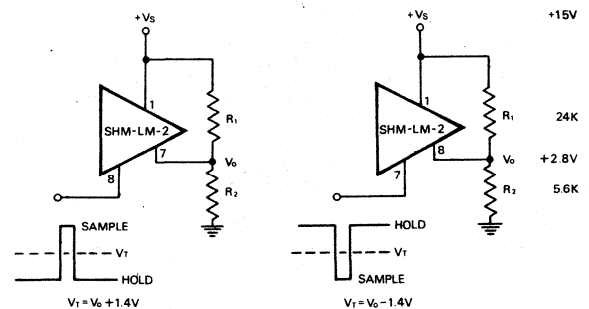 +Vs
1
SHM-LM-2
7
8
R₁
Vo
R₂
SAMPLE
VT
HOLD
VT = Vo + 1.4V
+Vs
1
SHM-LM-2
8
7
R₁
Vo
R₂
HOLD
VT
SAMPLE
VT = Vo − 1.4V
+15V
24K
+2.8V
5.6K